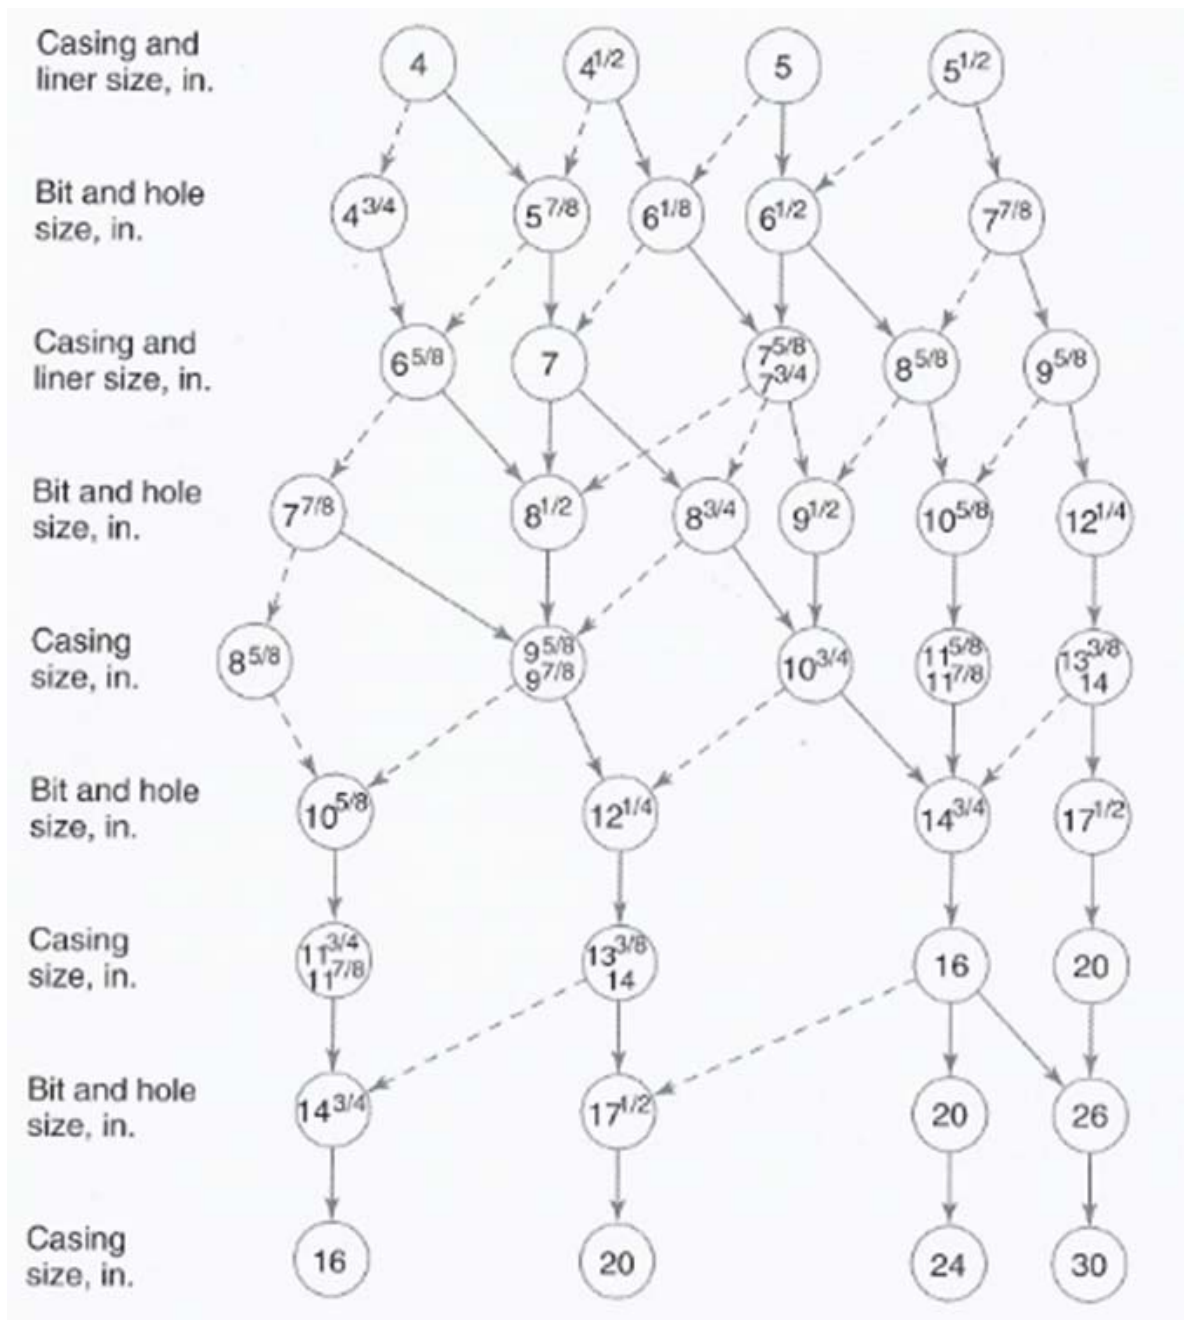 Casing and
liner size, in.
4
4 1/2
5
5 1/2
Bit and hole
size, in.
4 3/4
5 7/8
6 1/8
6 1/2
7 7/8
Casing and
liner size, in.
6 5/8
7
7 5/8
7 3/4
8 5/8
9 5/8
Bit and hole
size, in.
7 7/8
8 1/2
8 3/4
9 1/2
10 5/8
12 1/4
Casing
size, in.
8 5/8
9 5/8
9 7/8
10 3/4
11 5/8
11 7/8
13 3/8
14
Bit and hole
size, in.
10 5/8
12 1/4
14 3/4
17 1/2
Casing
size, in.
11 3/4
11 7/8
13 3/8
14
16
20
Bit and hole
size, in.
14 3/4
17 1/2
20
26
Casing
size, in.
16
20
24
30